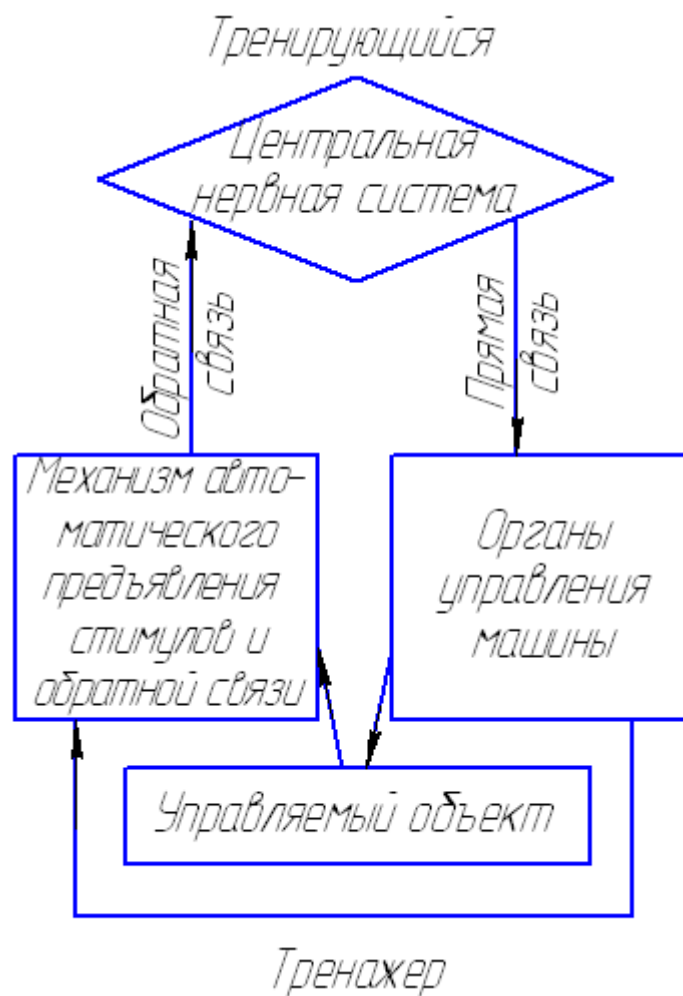 Тренирующийся
Центральная
нервная система
Обратная
связь
Прямая
связь
Механизм авто-
матического
предъявления
стимулов и
обратной связи
Органы
управления
машины
Управляемый объект
Тренажер